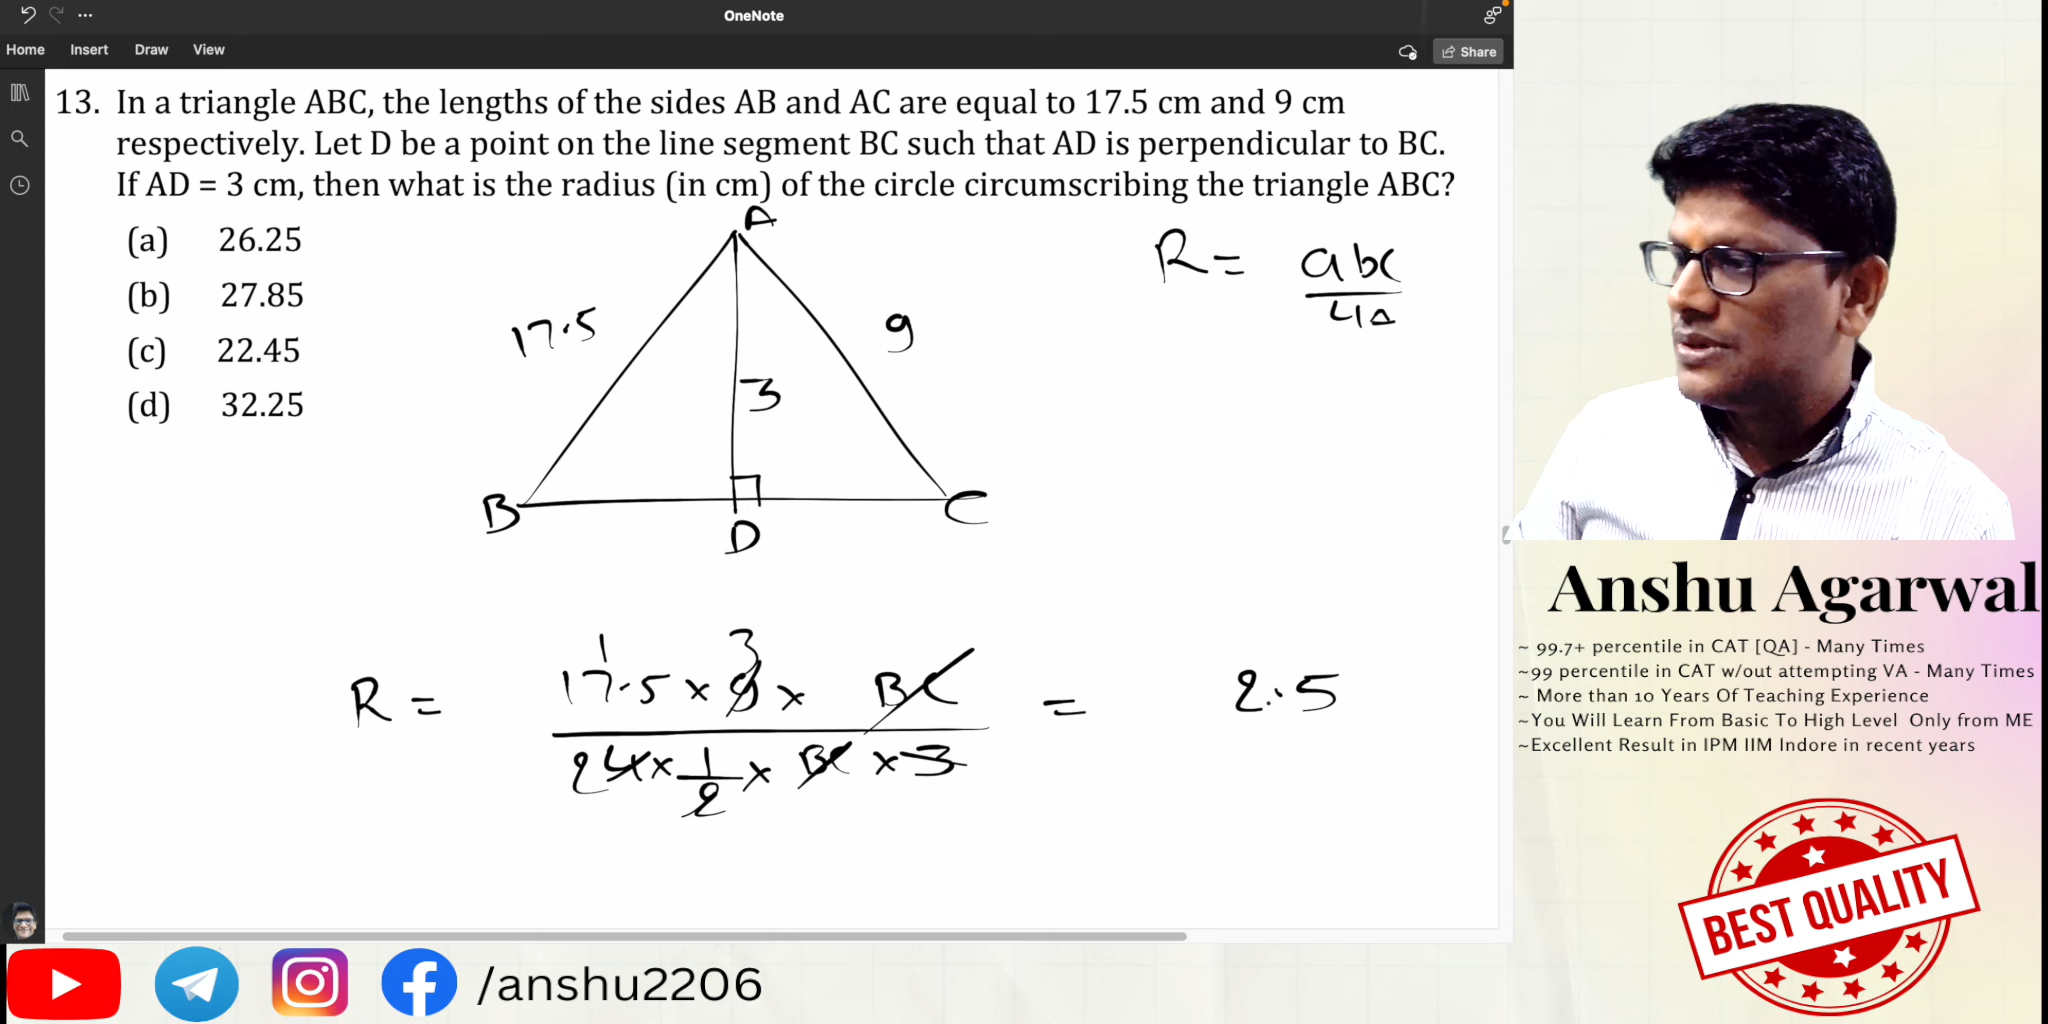 OneNote
Home Insert Draw View
Share
13. In a triangle ABC, the lengths of the sides AB and AC are equal to 17.5 cm and 9 cm
respectively. Let D be a point on the line segment BC such that AD is perpendicular to BC.
If AD = 3 cm, then what is the radius (in cm) of the circle circumscribing the triangle ABC?
(a) 26.25
(b) 27.85
(c) 22.45
(d) 32.25
A
17.5
9
3
B
C
D
R = abc
4Δ
1 3
R = 17.5 × 9 × BC = 2.5
2 4 × 1/2 × BC × 3
Anshu Agarwal
~ 99.7+ percentile in CAT [QA] - Many Times
~99 percentile in CAT w/out attempting VA - Many Times
~ More than 10 Years Of Teaching Experience
~You Will Learn From Basic To High Level Only from ME
~Excellent Result in IPM IIM Indore in recent years
BEST QUALITY
/anshu2206